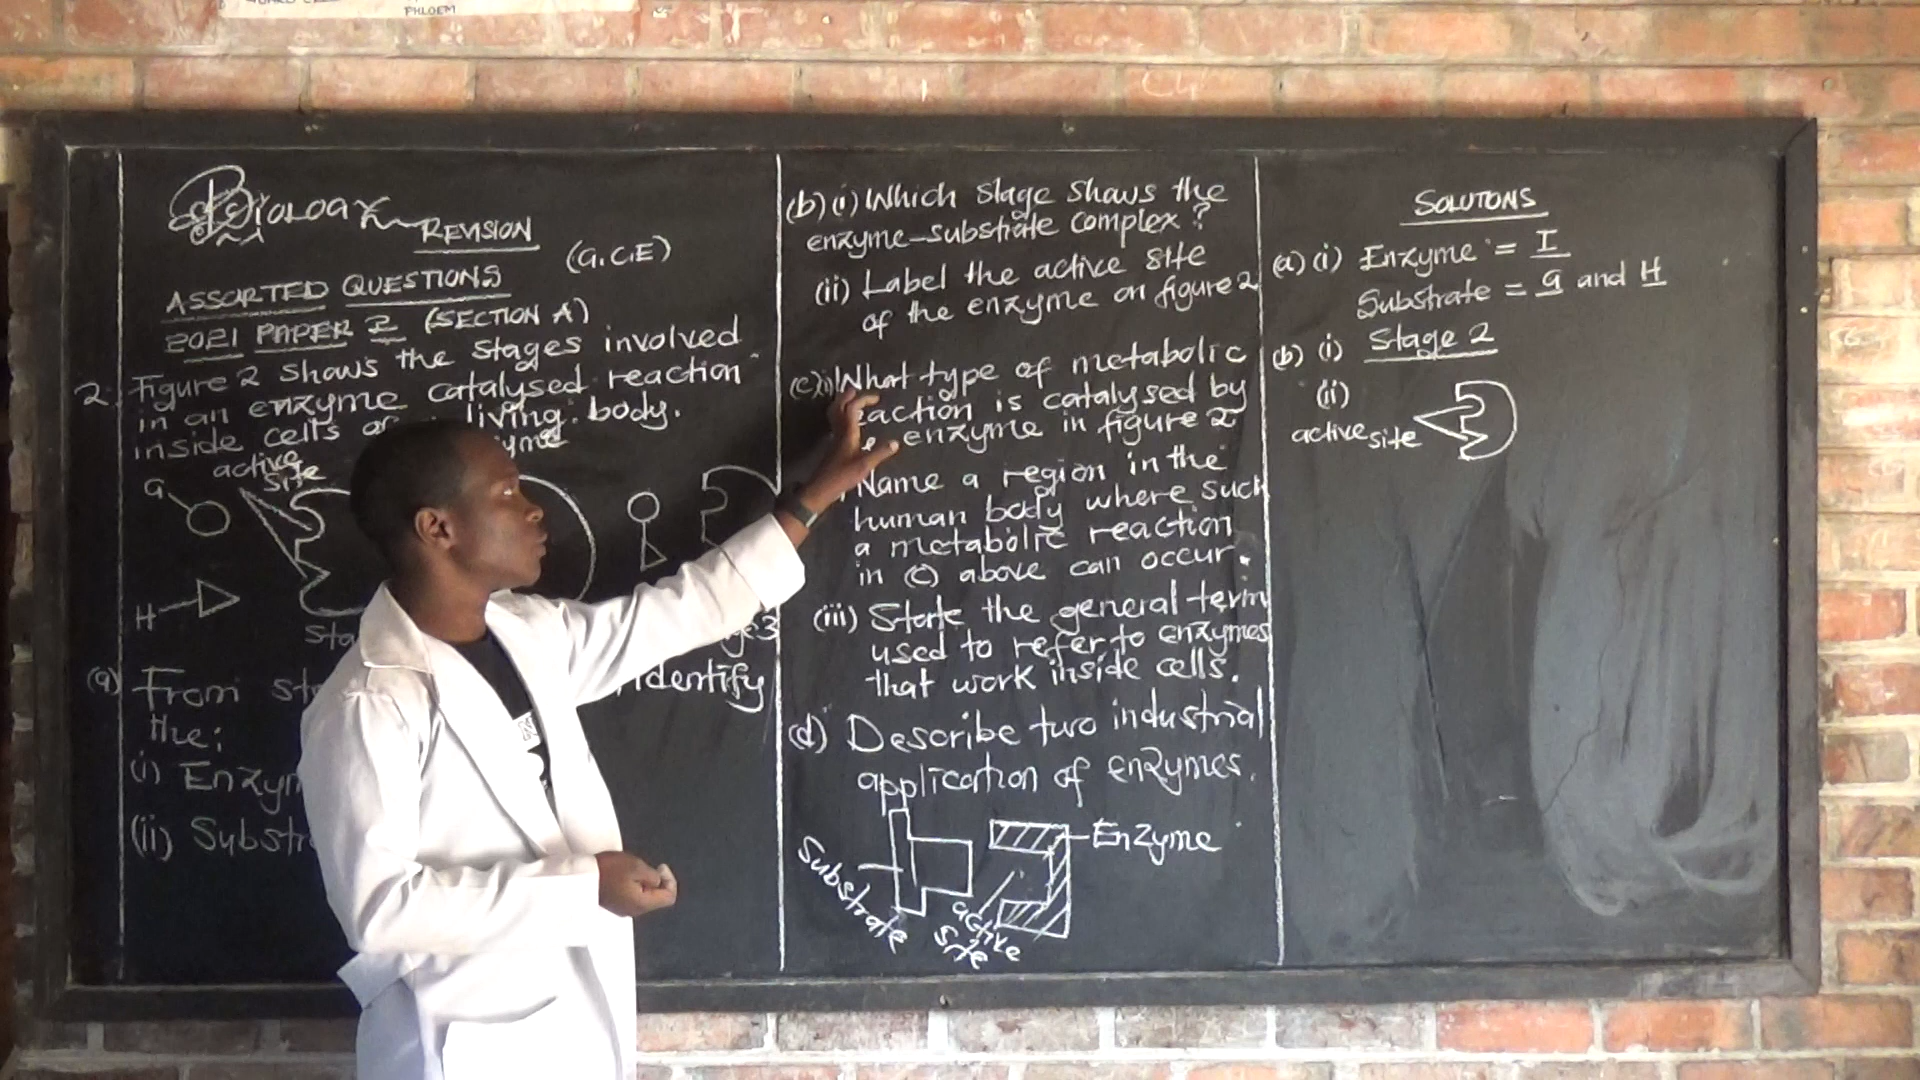 PHLOEM
Biology
REVISION
(G.C.E)
ASSORTED QUESTIONS
2021 PAPER 2 (SECTION A)
2. Figure 2 shows the stages involved
in an enzyme catalysed reaction
inside cells living body.
active
site
G
H
(a) From identify
the:
(i)
(ii)
(b)(i) Which stage shows the
enzyme-substrate complex?
(ii) Label the active site
of the enzyme on figure 2
(c)(i) What type of metabolic
reaction is catalysed by
enzyme in figure 2
Name a region in the
human body where such
a metabolic reaction
in (c) above can occur.
(iii) State the general term
used to refer to enzymes
that work inside cells.
(d) Describe two industrial
application of enzymes.
Substrate
active
site
Enzyme
SOLUTONS
(a)(i) Enzyme = I
Substrate = G and H
(b) (i) Stage 2
(ii)
active site